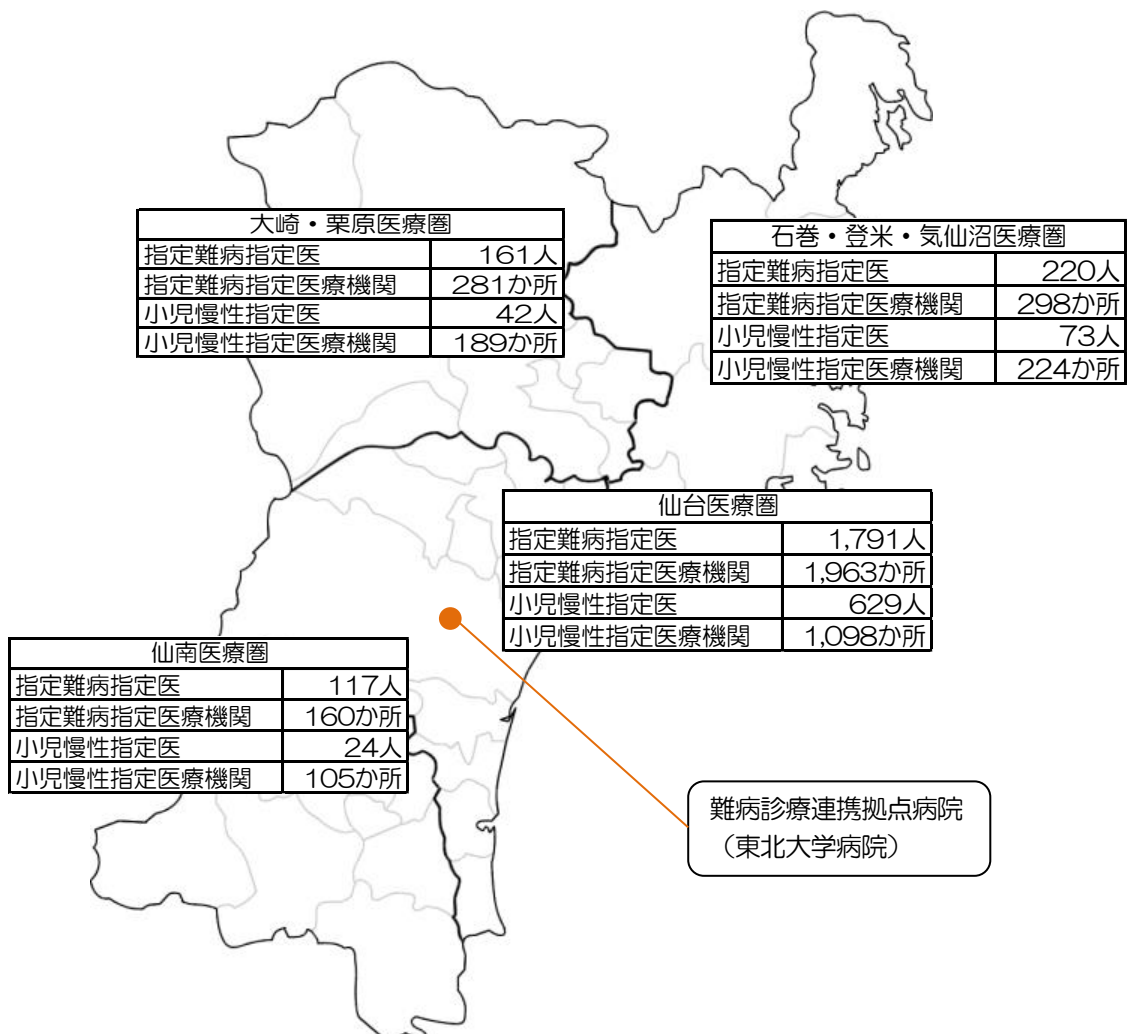 大崎・栗原医療圏
指定難病指定医 161人
指定難病指定医療機関 281か所
小児慢性指定医 42人
小児慢性指定医療機関 189か所
石巻・登米・気仙沼医療圏
指定難病指定医 220人
指定難病指定医療機関 298か所
小児慢性指定医 73人
小児慢性指定医療機関 224か所
仙台医療圏
指定難病指定医 1,791人
指定難病指定医療機関 1,963か所
小児慢性指定医 629人
小児慢性指定医療機関 1,098か所
仙南医療圏
指定難病指定医 117人
指定難病指定医療機関 160か所
小児慢性指定医 24人
小児慢性指定医療機関 105か所
難病診療連携拠点病院
（東北大学病院）